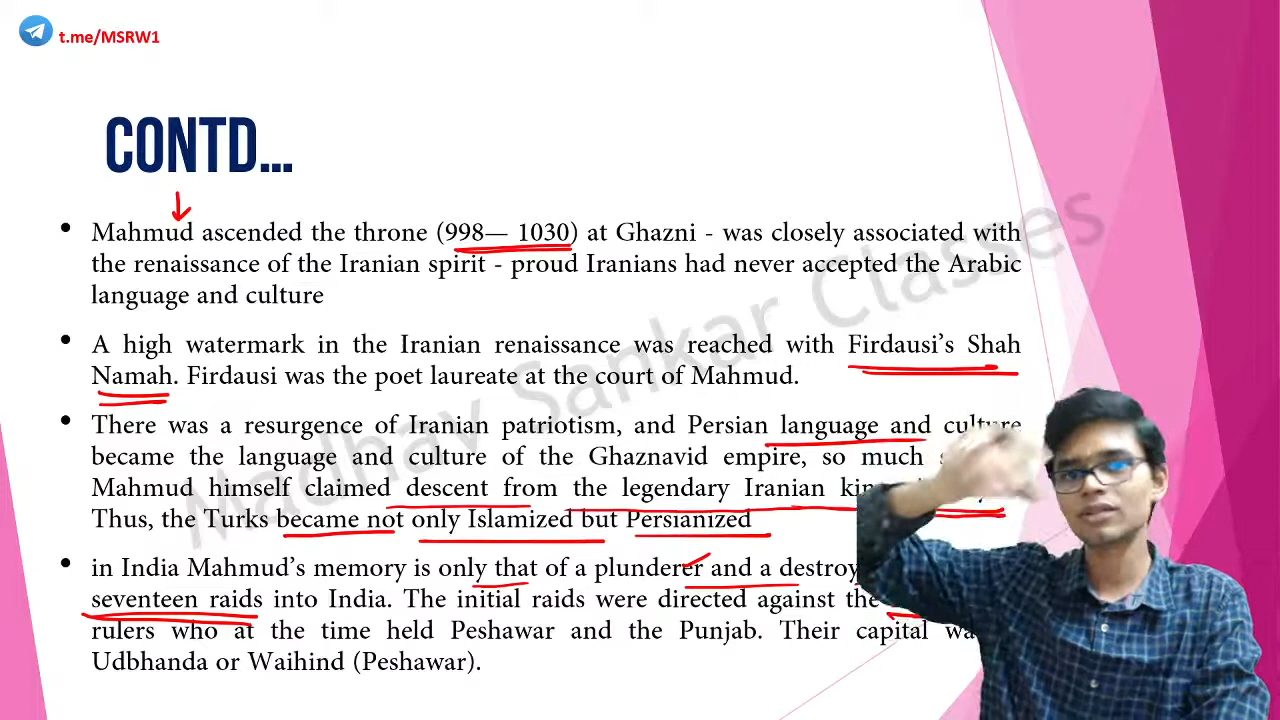 t.me/MSRW1
CONTD...
• Mahmud ascended the throne (998— 1030) at Ghazni - was closely associated with
the renaissance of the Iranian spirit - proud Iranians had never accepted the Arabic
language and culture
• A high watermark in the Iranian renaissance was reached with Firdausi's Shah
Namah. Firdausi was the poet laureate at the court of Mahmud.
• There was a resurgence of Iranian patriotism, and Persian language and culture
became the language and culture of the Ghaznavid empire, so much
Mahmud himself claimed descent from the legendary Iranian
Thus, the Turks became not only Islamized but Persianized
• in India Mahmud's memory is only that of a plunderer and a
seventeen raids into India. The initial raids were directed against the
rulers who at the time held Peshawar and the Punjab. Their capital
Udbhanda or Waihind (Peshawar).
Madhav Sankar Classes